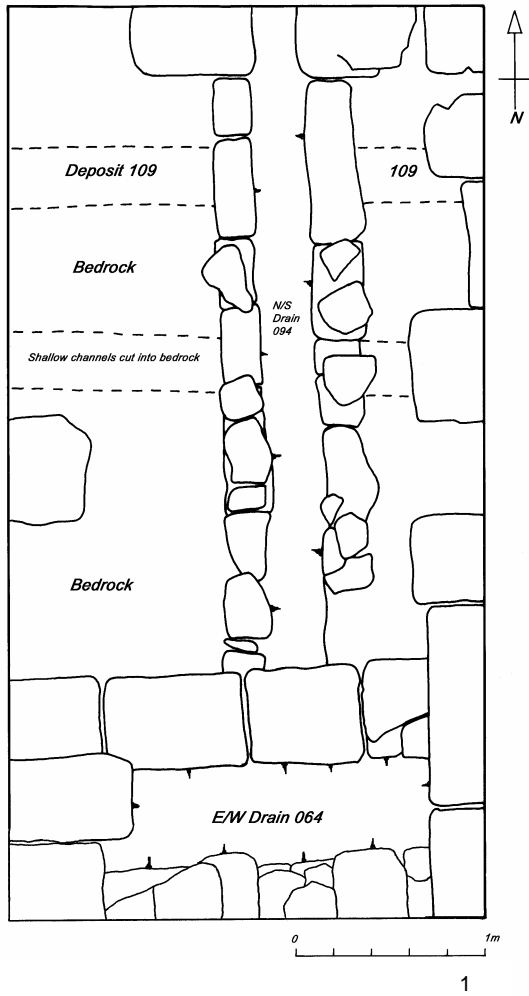 N
Deposit 109
109
Bedrock
N/S
Drain
094
Shallow channels cut into bedrock
Bedrock
E/W Drain 064
0
1m
1